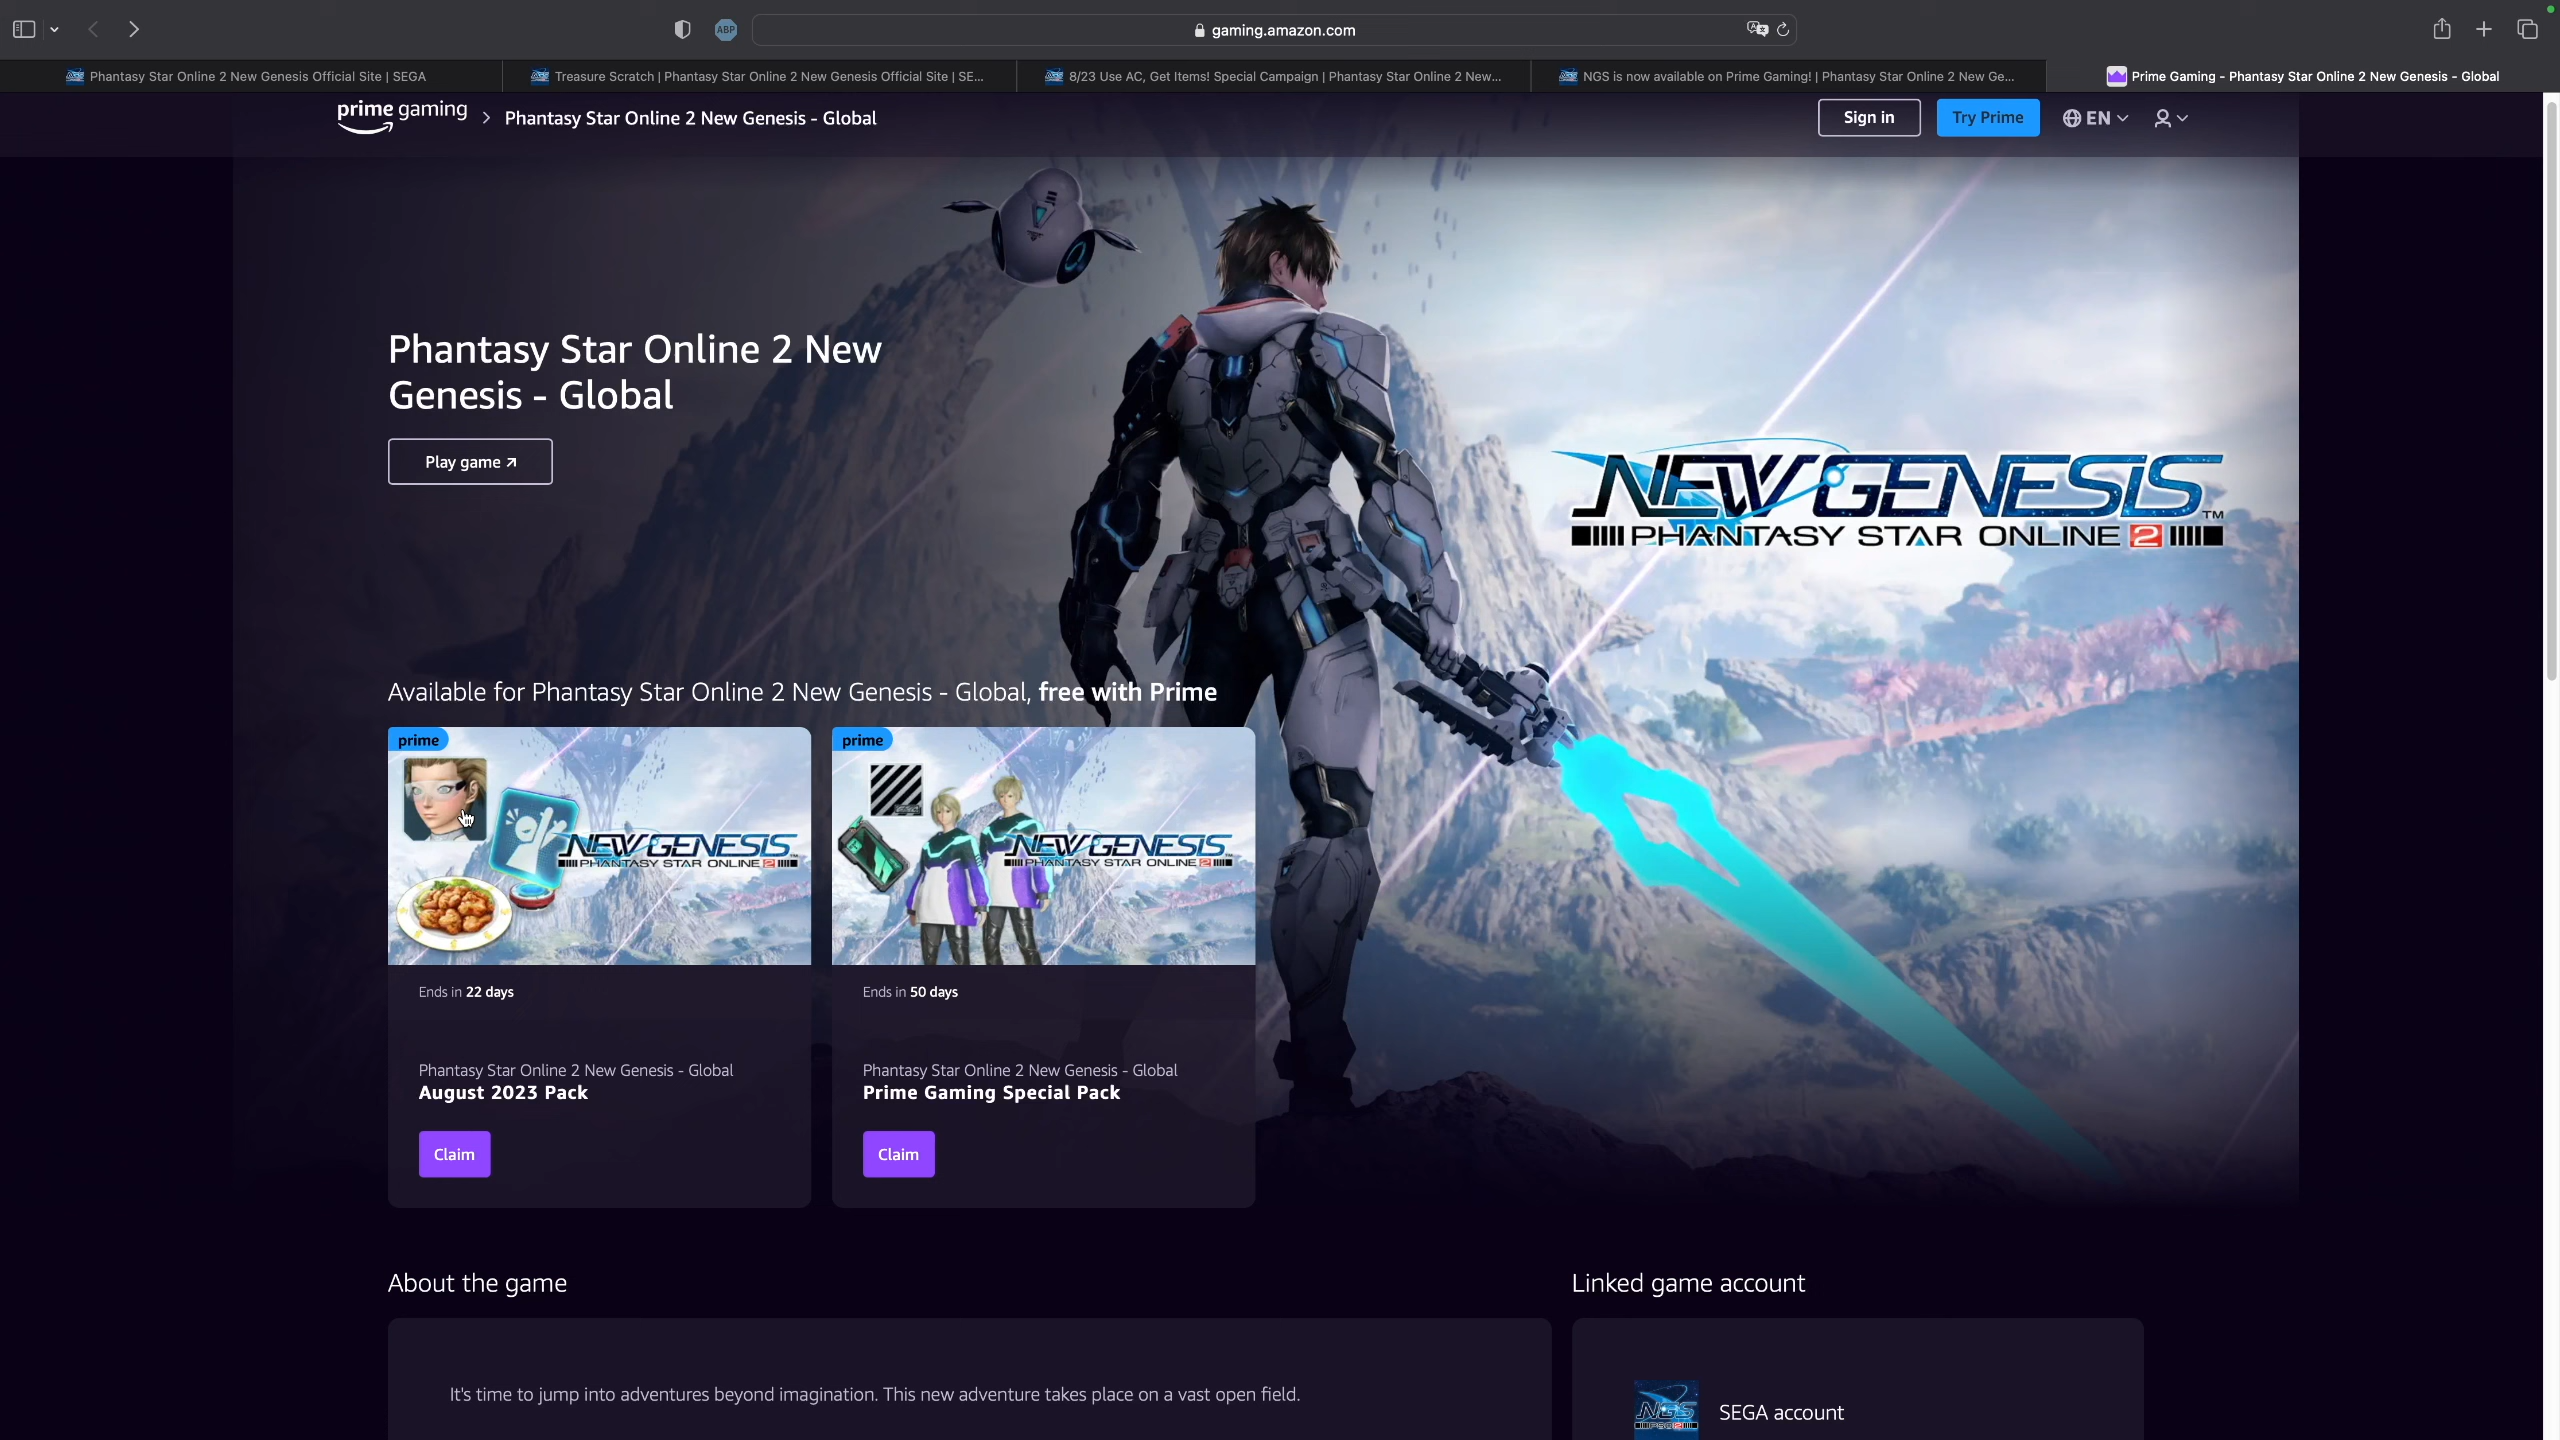 ABP
gaming.amazon.com
Phantasy Star Online 2 New Genesis Official Site | SEGA
Treasure Scratch | Phantasy Star Online 2 New Genesis Official Site | SE...
8/23 Use AC, Get Items! Special Campaign | Phantasy Star Online 2 New...
NGS is now available on Prime Gaming! | Phantasy Star Online 2 New Ge...
Prime Gaming - Phantasy Star Online 2 New Genesis - Global
prime gaming
Phantasy Star Online 2 New Genesis - Global
Sign in
Try Prime
EN
Phantasy Star Online 2 New
Genesis - Global
Play game
NEW GENESIS TM
PHANTASY STAR ONLINE 2
Available for Phantasy Star Online 2 New Genesis - Global, free with Prime
prime
NEW GENESIS
PHANTASY STAR ONLINE 2
prime
NEW GENESIS
PHANTASY STAR ONLINE 2
Ends in 22 days
Ends in 50 days
Phantasy Star Online 2 New Genesis - Global
August 2023 Pack
Phantasy Star Online 2 New Genesis - Global
Prime Gaming Special Pack
Claim
Claim
About the game
Linked game account
It's time to jump into adventures beyond imagination. This new adventure takes place on a vast open field.
NGS
PSO2
SEGA account